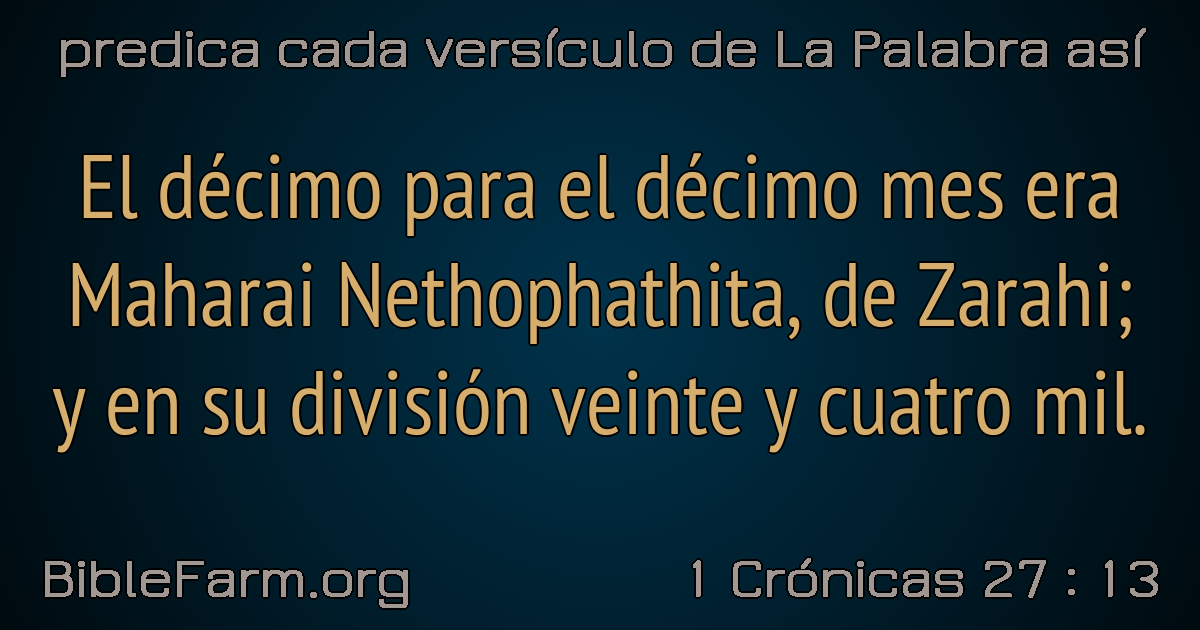 predica cada versículo de La Palabra así
El décimo para el décimo mes era
Maharai Nethophathita, de Zarahi;
y en su división veinte y cuatro mil.
BibleFarm.org 1 Crónicas 27 : 13